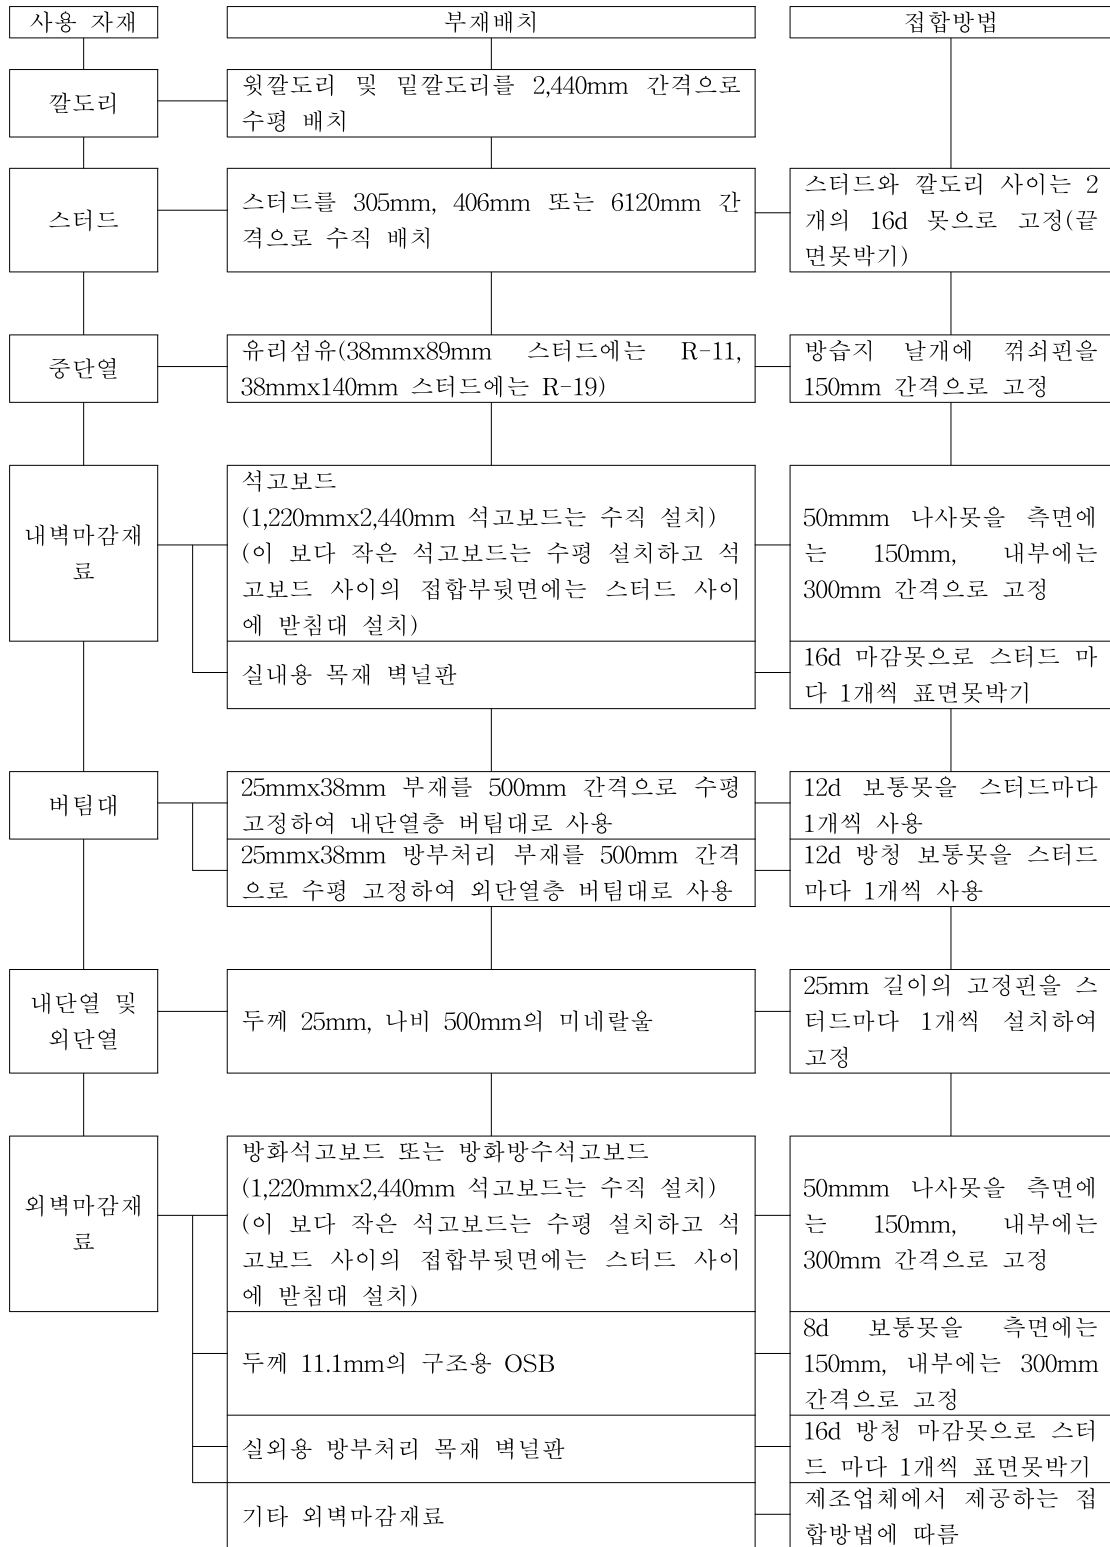 사용 자재
부재배치
접합방법
깔도리
윗깔도리 및 밑깔도리를 2,440mm 간격으로
수평 배치
스터드
스터드를 305mm, 406mm 또는 6120mm 간
격으로 수직 배치
스터드와 깔도리 사이는 2
개의 16d 못으로 고정(끝
면못박기)
중단열
유리섬유(38mmx89mm 스터드에는 R-11,
38mmx140mm 스터드에는 R-19)
방습지 날개에 꺾쇠핀을
150mm 간격으로 고정
내벽마감재
료
석고보드
(1,220mmx2,440mm 석고보드는 수직 설치)
(이 보다 작은 석고보드는 수평 설치하고 석
고보드 사이의 접합부뒷면에는 스터드 사이
에 받침대 설치)
50mmm 나사못을 측면에
는 150mm, 내부에는
300mm 간격으로 고정
실내용 목재 벽널판
16d 마감못으로 스터드 마
다 1개씩 표면못박기
버팀대
25mmx38mm 부재를 500mm 간격으로 수평
고정하여 내단열층 버팀대로 사용
12d 보통못을 스터드마다
1개씩 사용
25mmx38mm 방부처리 부재를 500mm 간격
으로 수평 고정하여 외단열층 버팀대로 사용
12d 방청 보통못을 스터드
마다 1개씩 사용
내단열 및
외단열
두께 25mm, 나비 500mm의 미네랄울
25mm 길이의 고정핀을 스
터드마다 1개씩 설치하여
고정
외벽마감재
료
방화석고보드 또는 방화방수석고보드
(1,220mmx2,440mm 석고보드는 수직 설치)
(이 보다 작은 석고보드는 수평 설치하고 석
고보드 사이의 접합부뒷면에는 스터드 사이
에 받침대 설치)
50mmm 나사못을 측면에
는 150mm, 내부에는
300mm 간격으로 고정
두께 11.1mm의 구조용 OSB
8d 보통못을 측면에는
150mm, 내부에는 300mm
간격으로 고정
실외용 방부처리 목재 벽널판
16d 방청 마감못으로 스터
드 마다 1개씩 표면못박기
기타 외벽마감재료
제조업체에서 제공하는 접
합방법에 따름